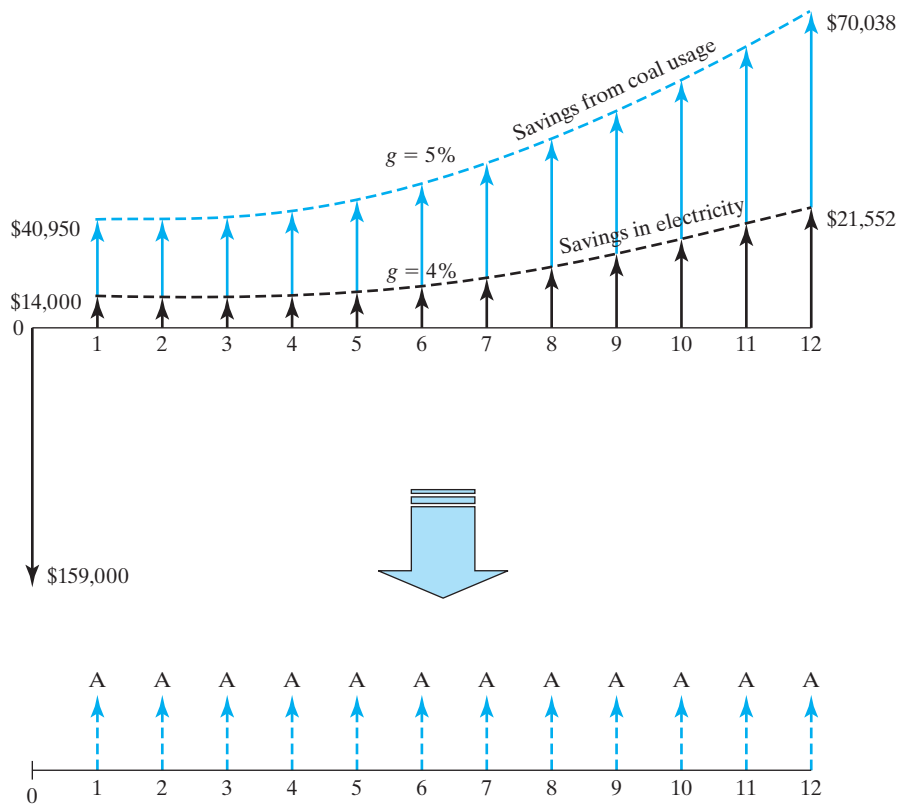 $70,038
Savings from coal usage
g = 5%
$40,950
Savings in electricity
$21,552
g = 4%
$14,000
0
1 2 3 4 5 6 7 8 9 10 11 12
$159,000
A A A A A A A A A A A A
0 1 2 3 4 5 6 7 8 9 10 11 12